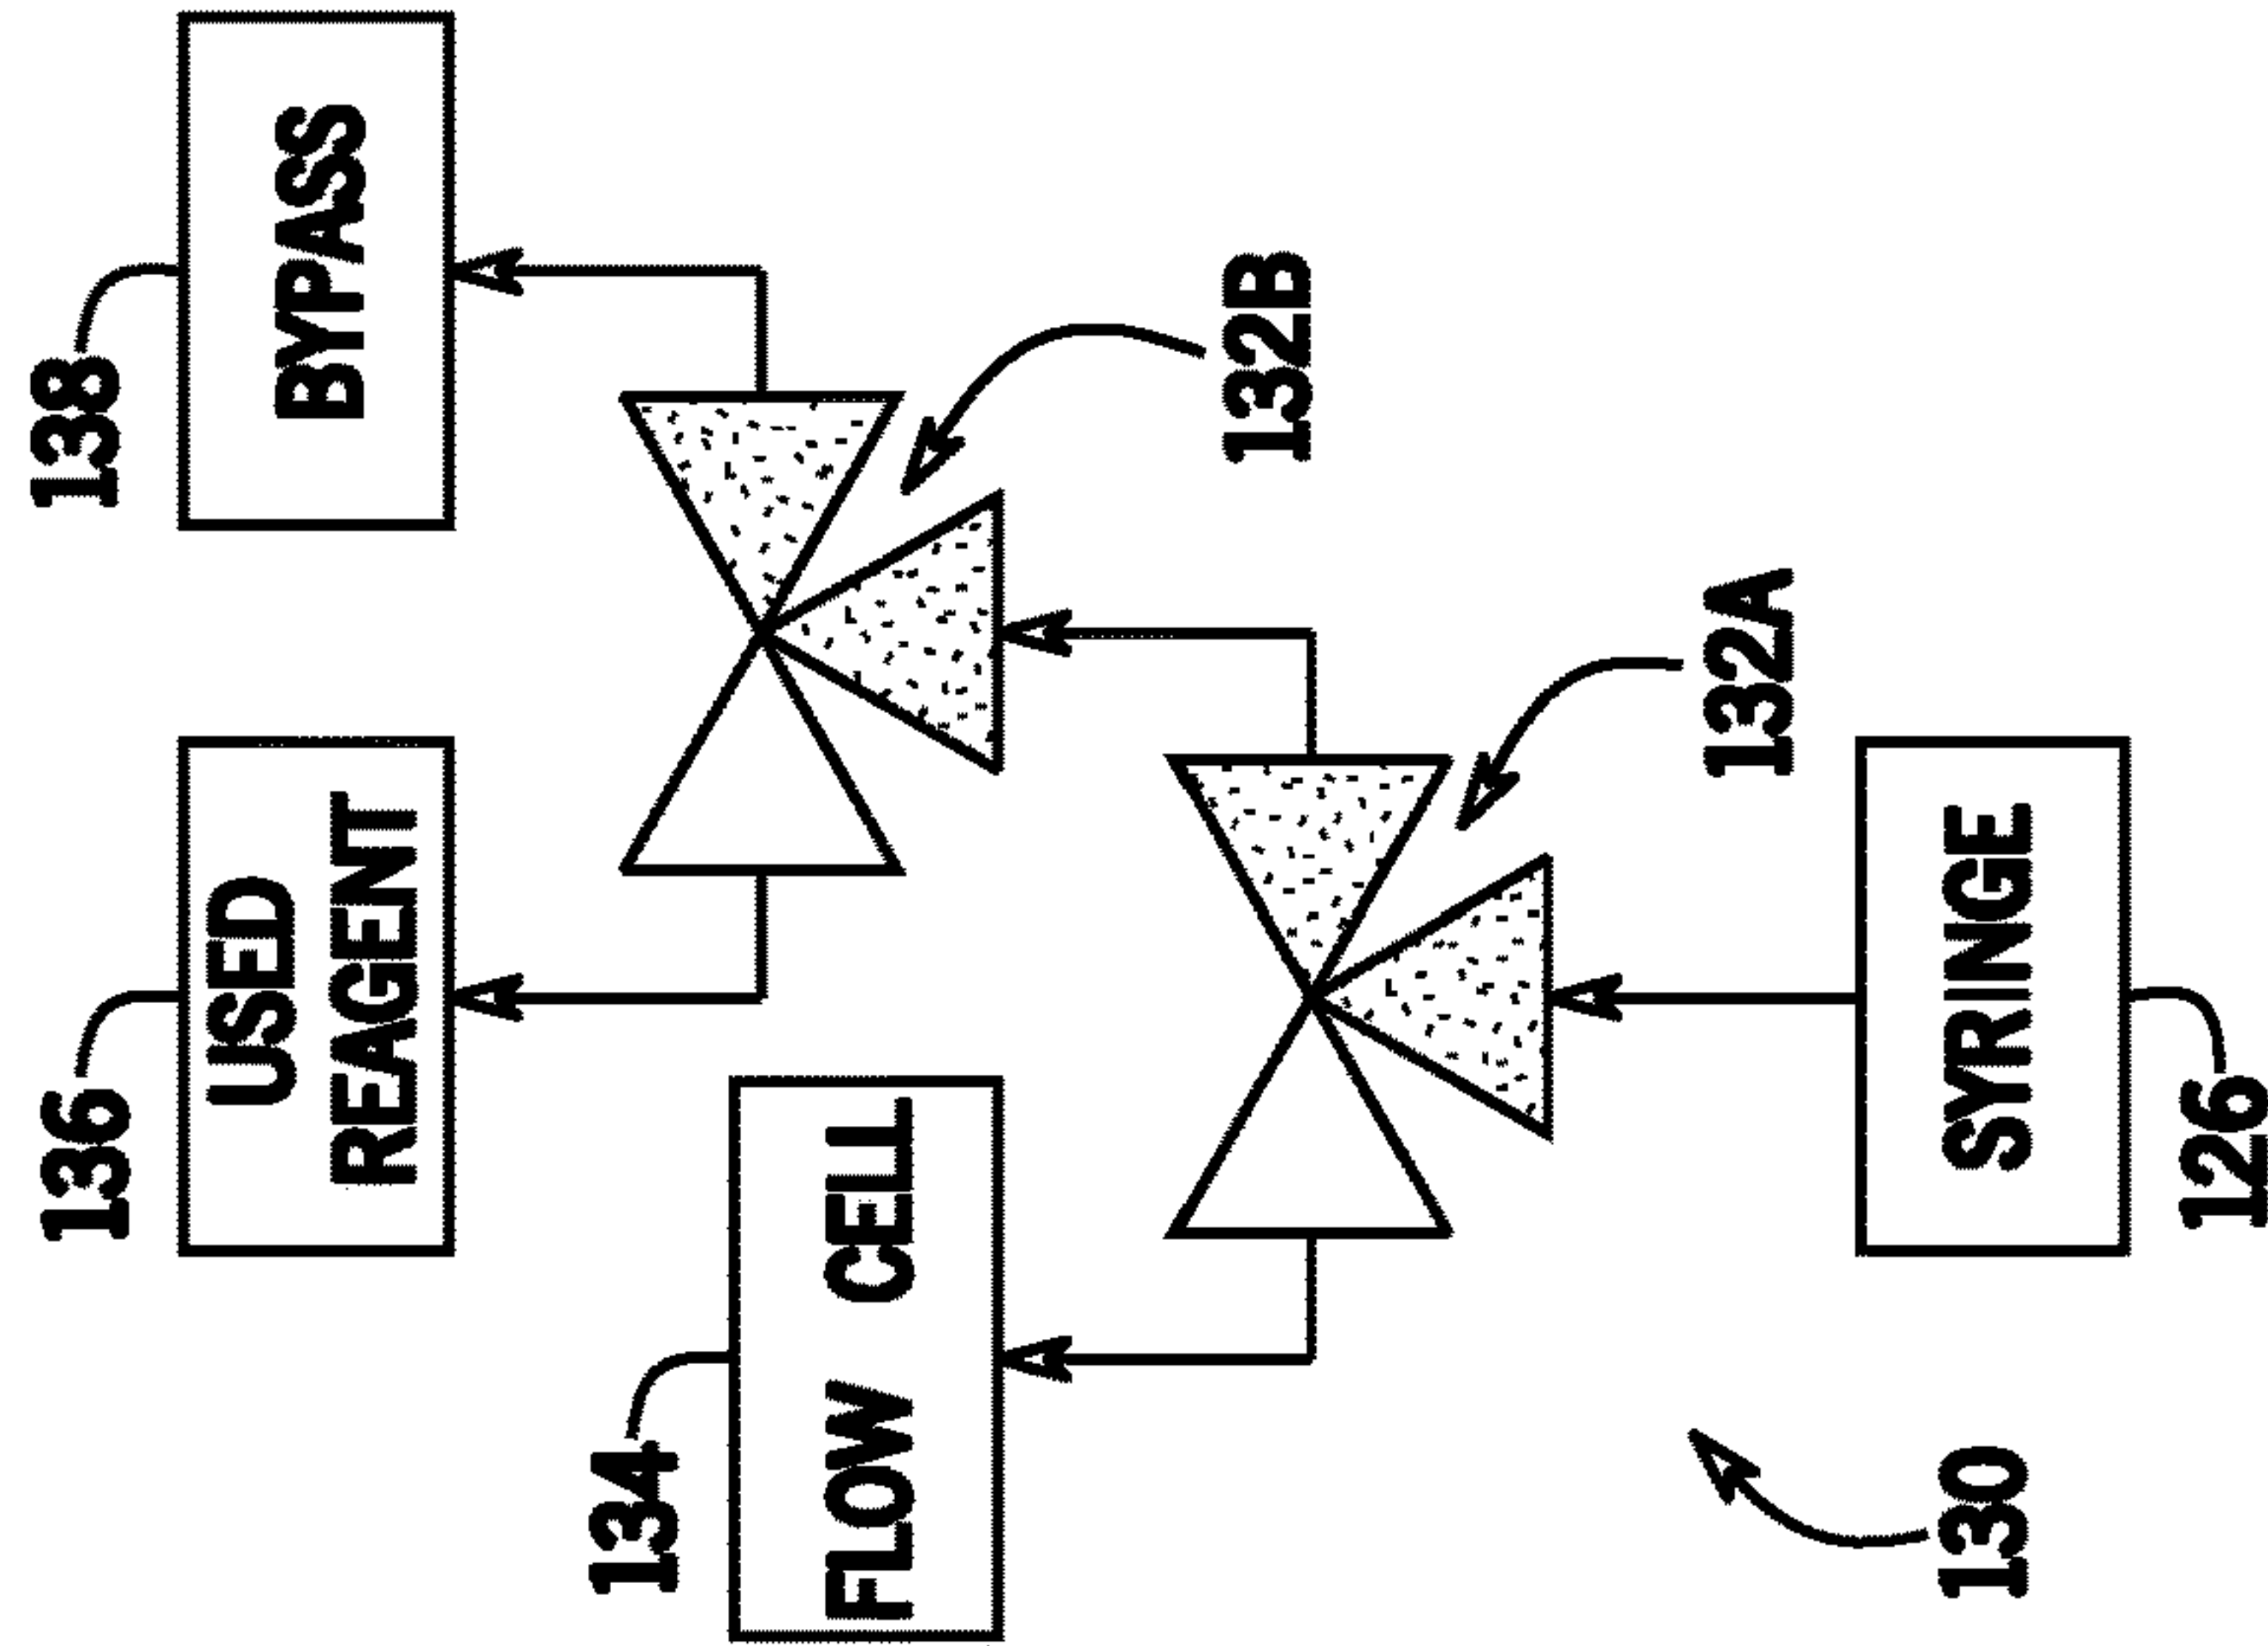 130
126
SYRINGE
132A
132B
134
FLOW CELL
136
USED
REAGENT
138
BYPASS